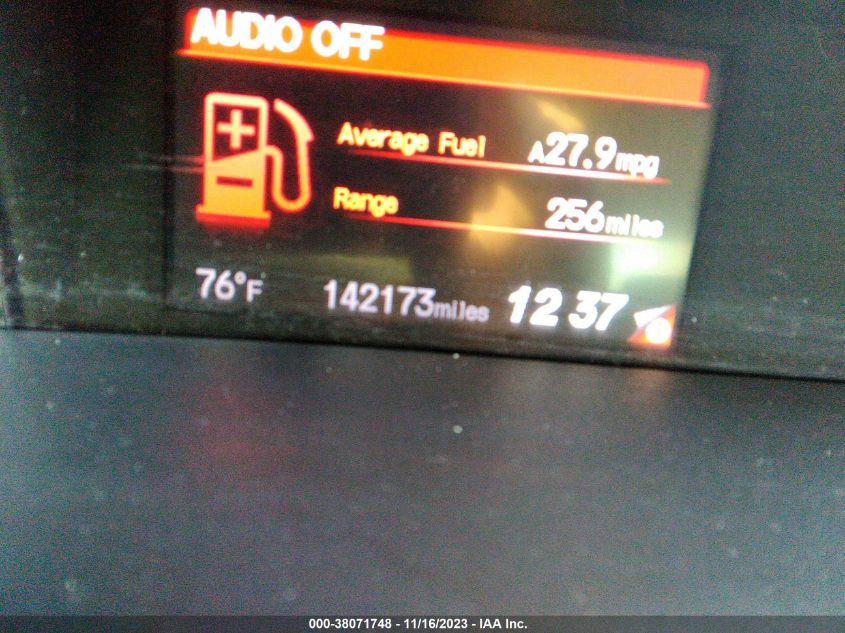 AUDIO OFF
Average Fuel A27.9mpg
Range 256miles
76°F 142173miles 12 37
000-38071748 - 11/16/2023 - IAA Inc.